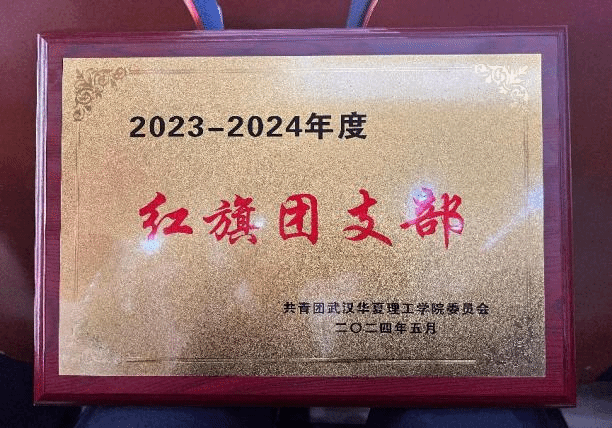 2023-2024年度
红旗团支部
共青团武汉华夏理工学院委员会
二〇二四年五月